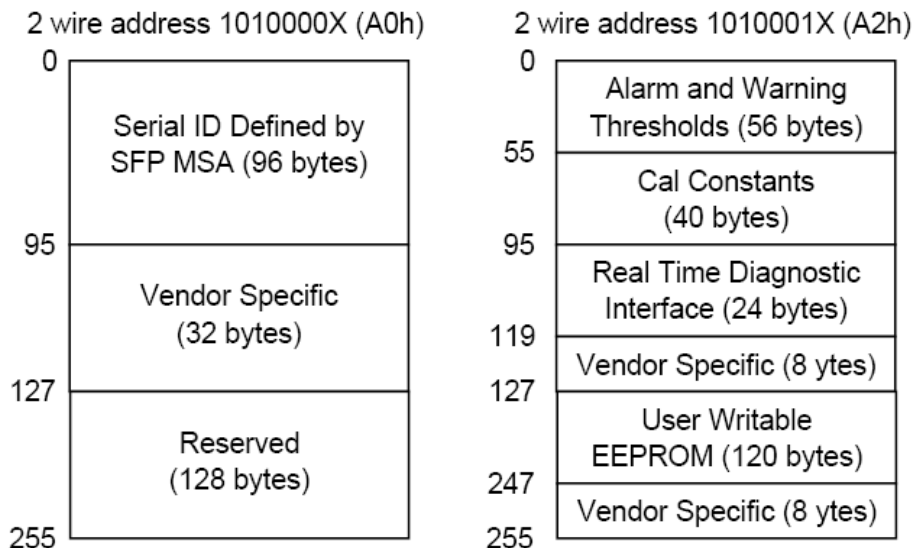 2 wire address 1010000X (A0h)
0
Serial ID Defined by
SFP MSA (96 bytes)
95
Vendor Specific
(32 bytes)
127
Reserved
(128 bytes)
255
2 wire address 1010001X (A2h)
0
Alarm and Warning
Thresholds (56 bytes)
55
Cal Constants
(40 bytes)
95
Real Time Diagnostic
Interface (24 bytes)
119
Vendor Specific (8 ytes)
127
User Writable
EEPROM (120 bytes)
247
Vendor Specific (8 ytes)
255